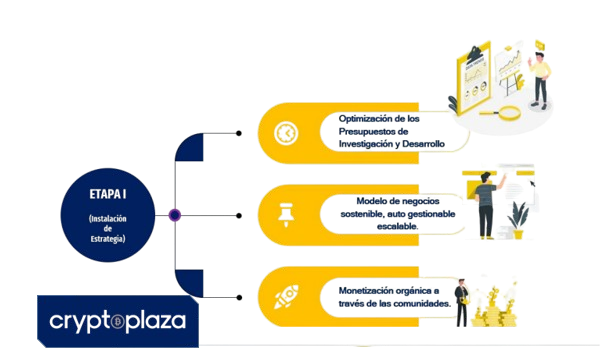 Optimización de los
Presupuestos de
Investigación y Desarrollo
ETAPA I
(Instalación
de
Estrategia)
Modelo de negocios
sostenible, auto gestionable
escalable.
Monetización orgánica a
través de las comunidades.
cryptoplaza